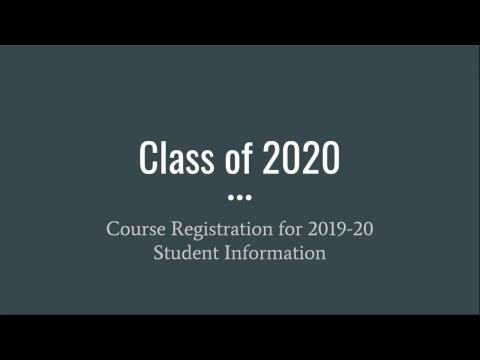 Class of 2020
Course Registration for 2019-20
Student Information